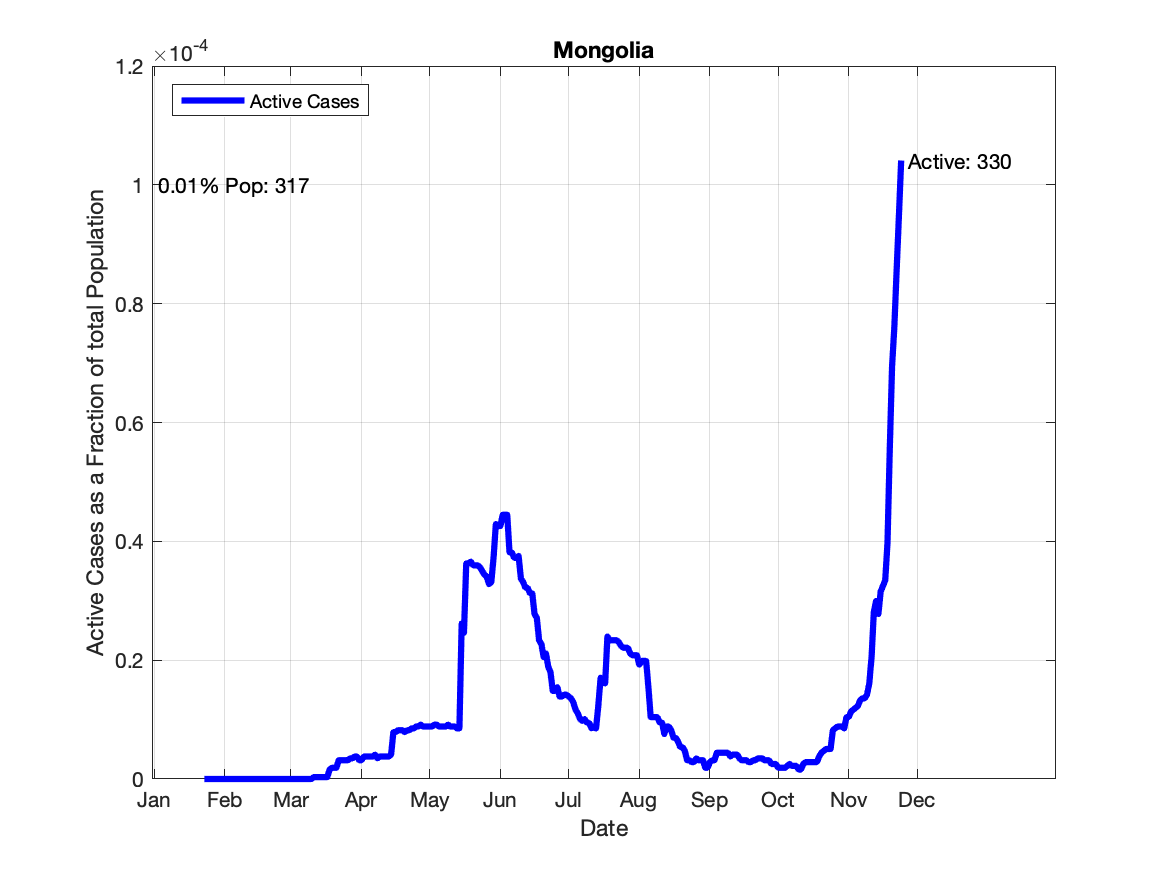 Mongolia
×10-4
1.2
1
0.8
0.6
0.4
0.2
0
Active Cases
0.01% Pop: 317
Active: 330
Active Cases as a Fraction of total Population
Jan Feb Mar Apr May Jun Jul Aug Sep Oct Nov Dec
Date